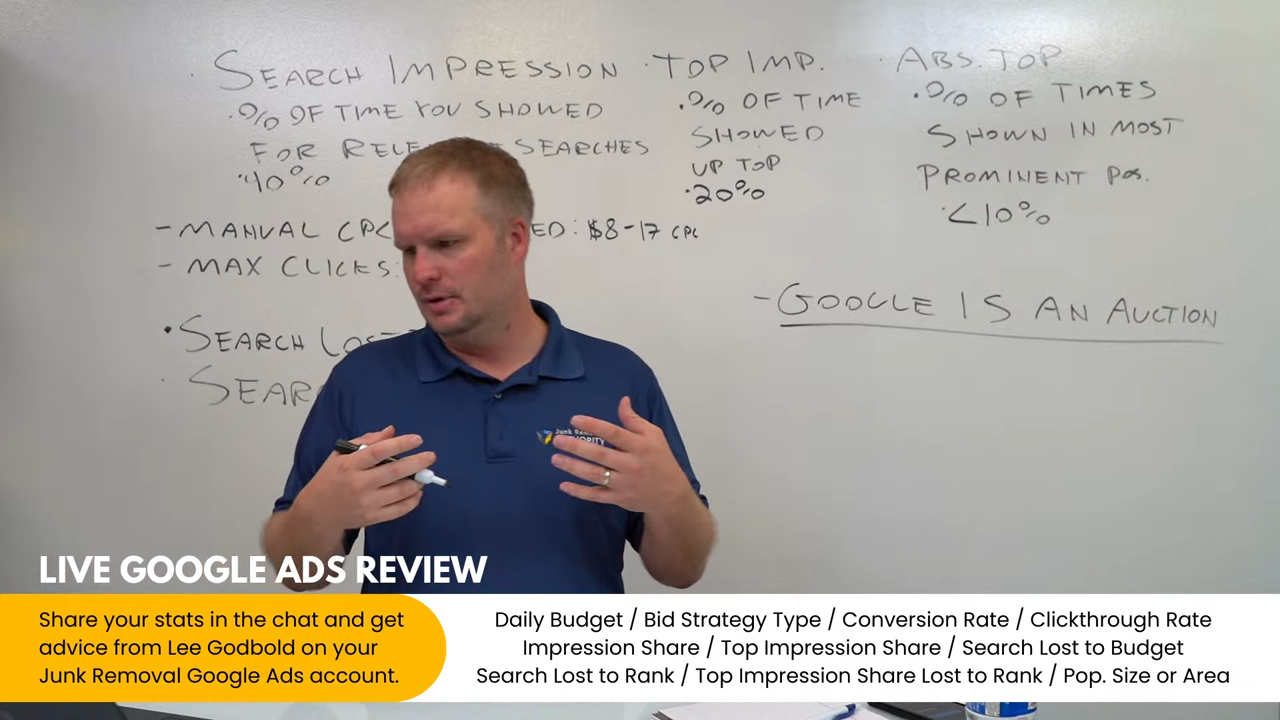 · SEARCH IMPRESSION
·% OF TIME YOU SHOWED
FOR SEARCHES
·40%
· TOP IMP.
·% OF TIME
SHOWED
UP TOP
·20%
· ABS. TOP
·% OF TIMES
SHOWN IN MOST
PROMINENT POS.
·<10%
- MANUAL CPC : $8-17 CPC
- MAX CLICKS:
- GOOGLE IS AN AUCTION
· SEARCH
·
LIVE GOOGLE ADS REVIEW
Share your stats in the chat and get
advice from Lee Godbold on your
Junk Removal Google Ads account.
Daily Budget / Bid Strategy Type / Conversion Rate / Clickthrough Rate
Impression Share / Top Impression Share / Search Lost to Budget
Search Lost to Rank / Top Impression Share Lost to Rank / Pop. Size or Area